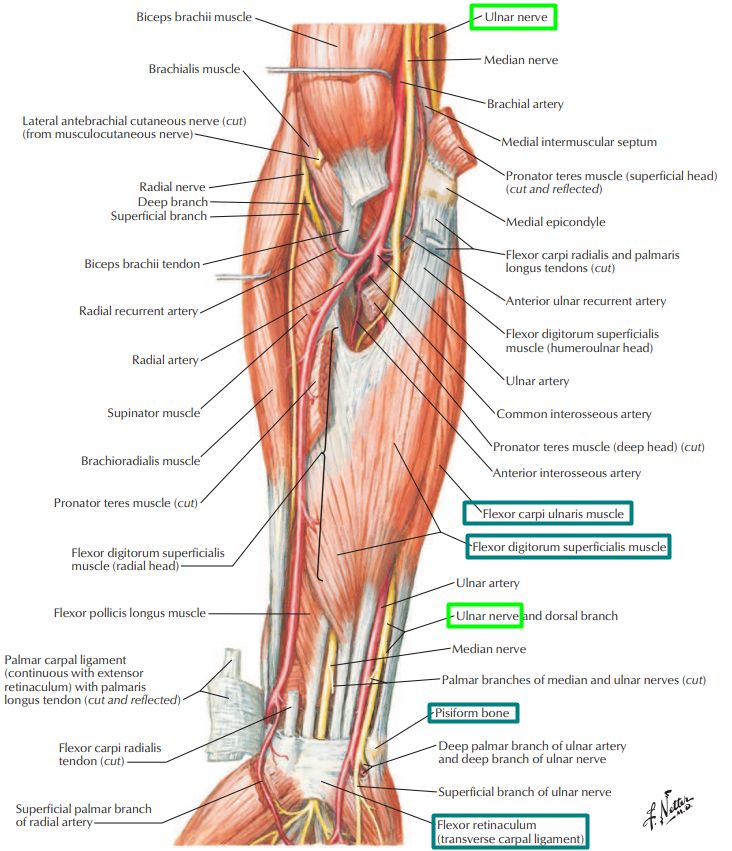 Biceps brachii muscle
Brachialis muscle
Lateral antebrachial cutaneous nerve (cut)
(from musculocutaneous nerve)
Radial nerve
Deep branch
Superficial branch
Biceps brachii tendon
Radial recurrent artery
Radial artery
Supinator muscle
Brachioradialis muscle
Pronator teres muscle (cut)
Flexor digitorum superficialis
muscle (radial head)
Flexor pollicis longus muscle
Palmar carpal ligament
(continuous with extensor
retinaculum) with palmaris
longus tendon (cut and reflected)
Flexor carpi radialis
tendon (cut)
Superficial palmar branch
of radial artery
Ulnar nerve
Median nerve
Brachial artery
Medial intermuscular septum
Pronator teres muscle (superficial head)
(cut and reflected)
Medial epicondyle
Flexor carpi radialis and palmaris
longus tendons (cut)
Anterior ulnar recurrent artery
Flexor digitorum superficialis
muscle (humeroulnar head)
Ulnar artery
Common interosseous artery
Pronator teres muscle (deep head) (cut)
Anterior interosseous artery
Flexor carpi ulnaris muscle
Flexor digitorum superficialis muscle
Ulnar artery
Ulnar nerve and dorsal branch
Median nerve
Palmar branches of median and ulnar nerves (cut)
Pisiform bone
Deep palmar branch of ulnar artery
and deep branch of ulnar nerve
Superficial branch of ulnar nerve
Flexor retinaculum
(transverse carpal ligament)
F. Netter
M.D.